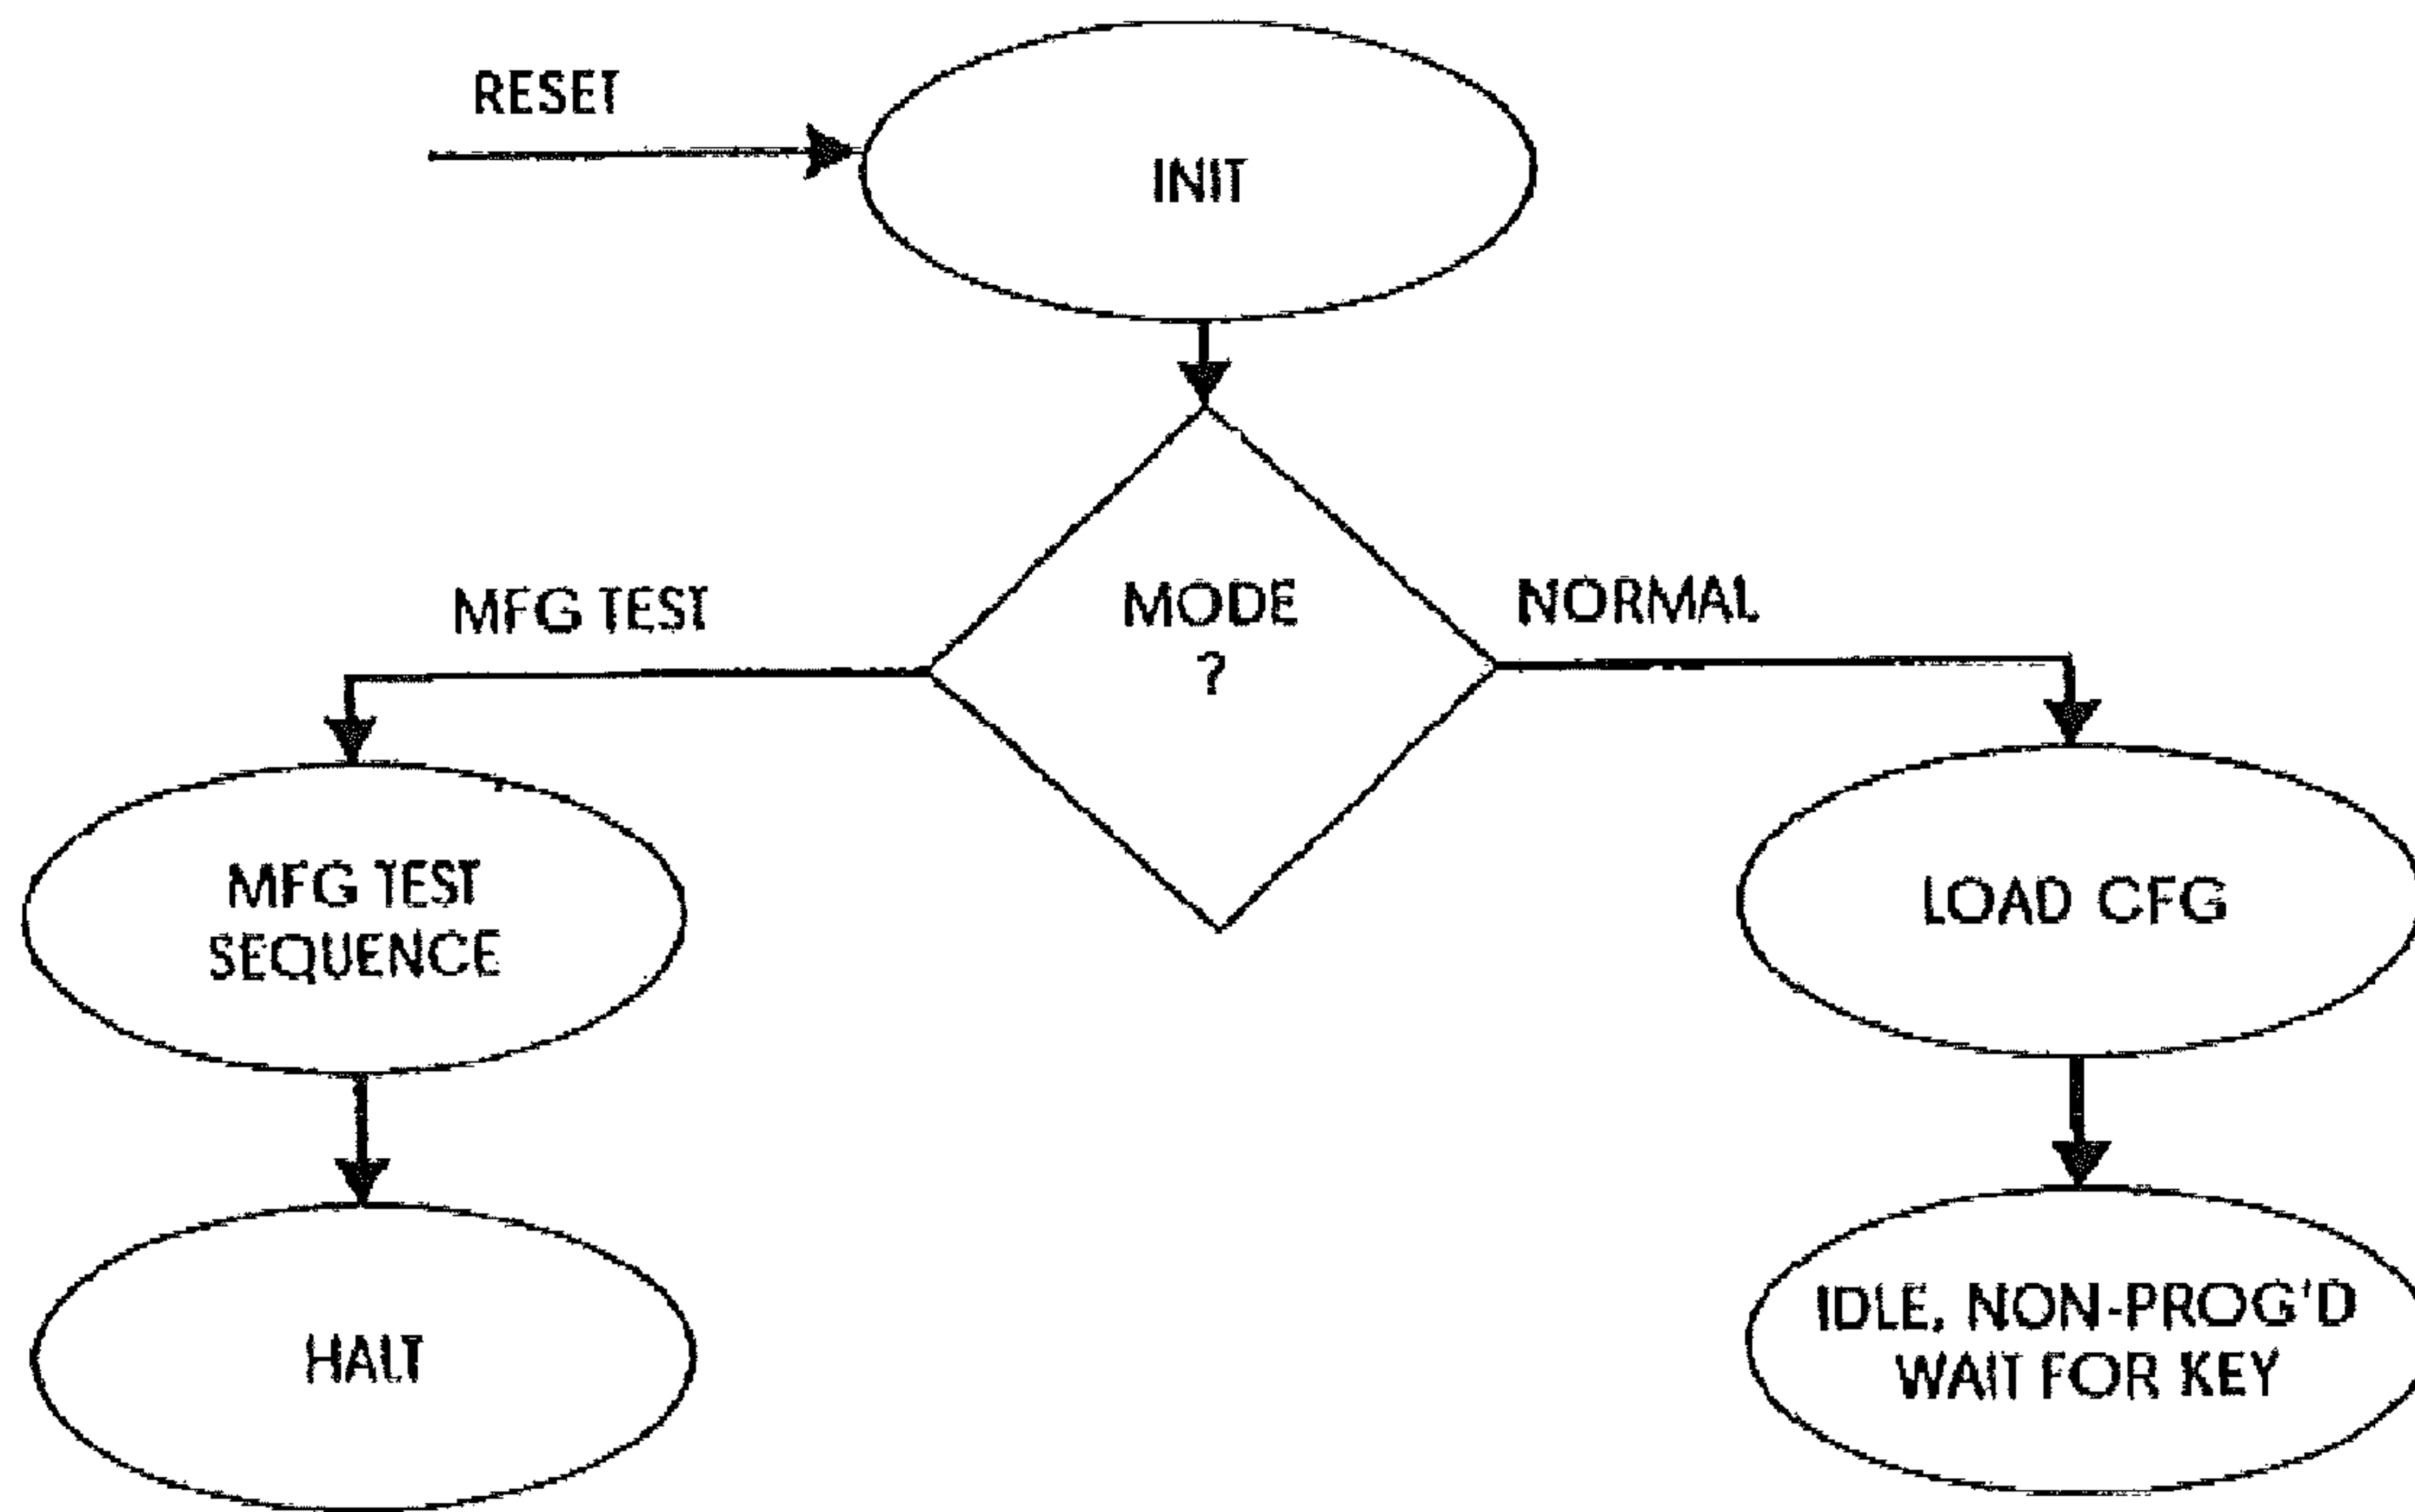 RESET
INIT
MFG TEST
MODE
?
NORMAL
MFG TEST
SEQUENCE
LOAD CFG
HALT
IDLE, NON-PROG'D
WAIT FOR KEY